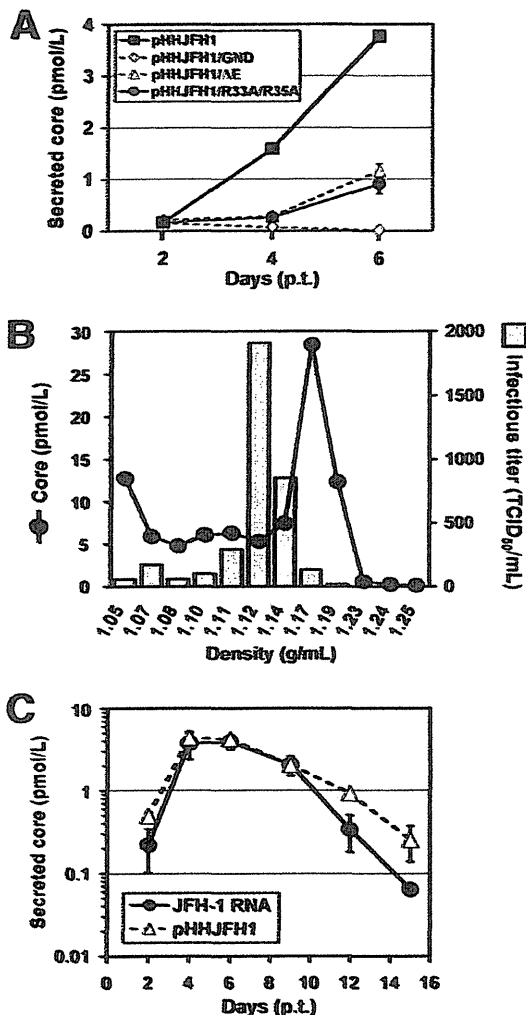 A
Secreted core (pmol/L)
4
3
2
1
0
pHHJFH1
pHHJFH1/GND
pHHJFH1/ΔE
pHHJFH1/R33A/R35A
2 4 6
Days (p.t.)
B
Core (pmol/L)
30
25
20
15
10
5
0
2000
1500
1000
500
0
Infectious titer (TCID50/mL)
1.05 1.07 1.08 1.10 1.11 1.12 1.14 1.17 1.19 1.23 1.24 1.25
Density (g/mL)
C
Secreted core (pmol/L)
10
1
0.1
0.01
JFH-1 RNA
pHHJFH1
0 2 4 6 8 10 12 14 16
Days (p.t.)